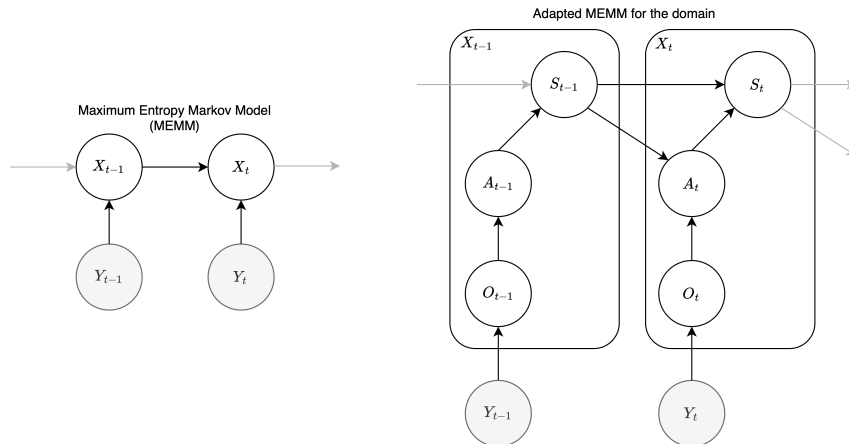 Maximum Entropy Markov Model
(MEMM)
X_{t-1}
X_t
Y_{t-1}
Y_t
Adapted MEMM for the domain
X_{t-1}
X_t
S_{t-1}
S_t
A_{t-1}
A_t
O_{t-1}
O_t
Y_{t-1}
Y_t